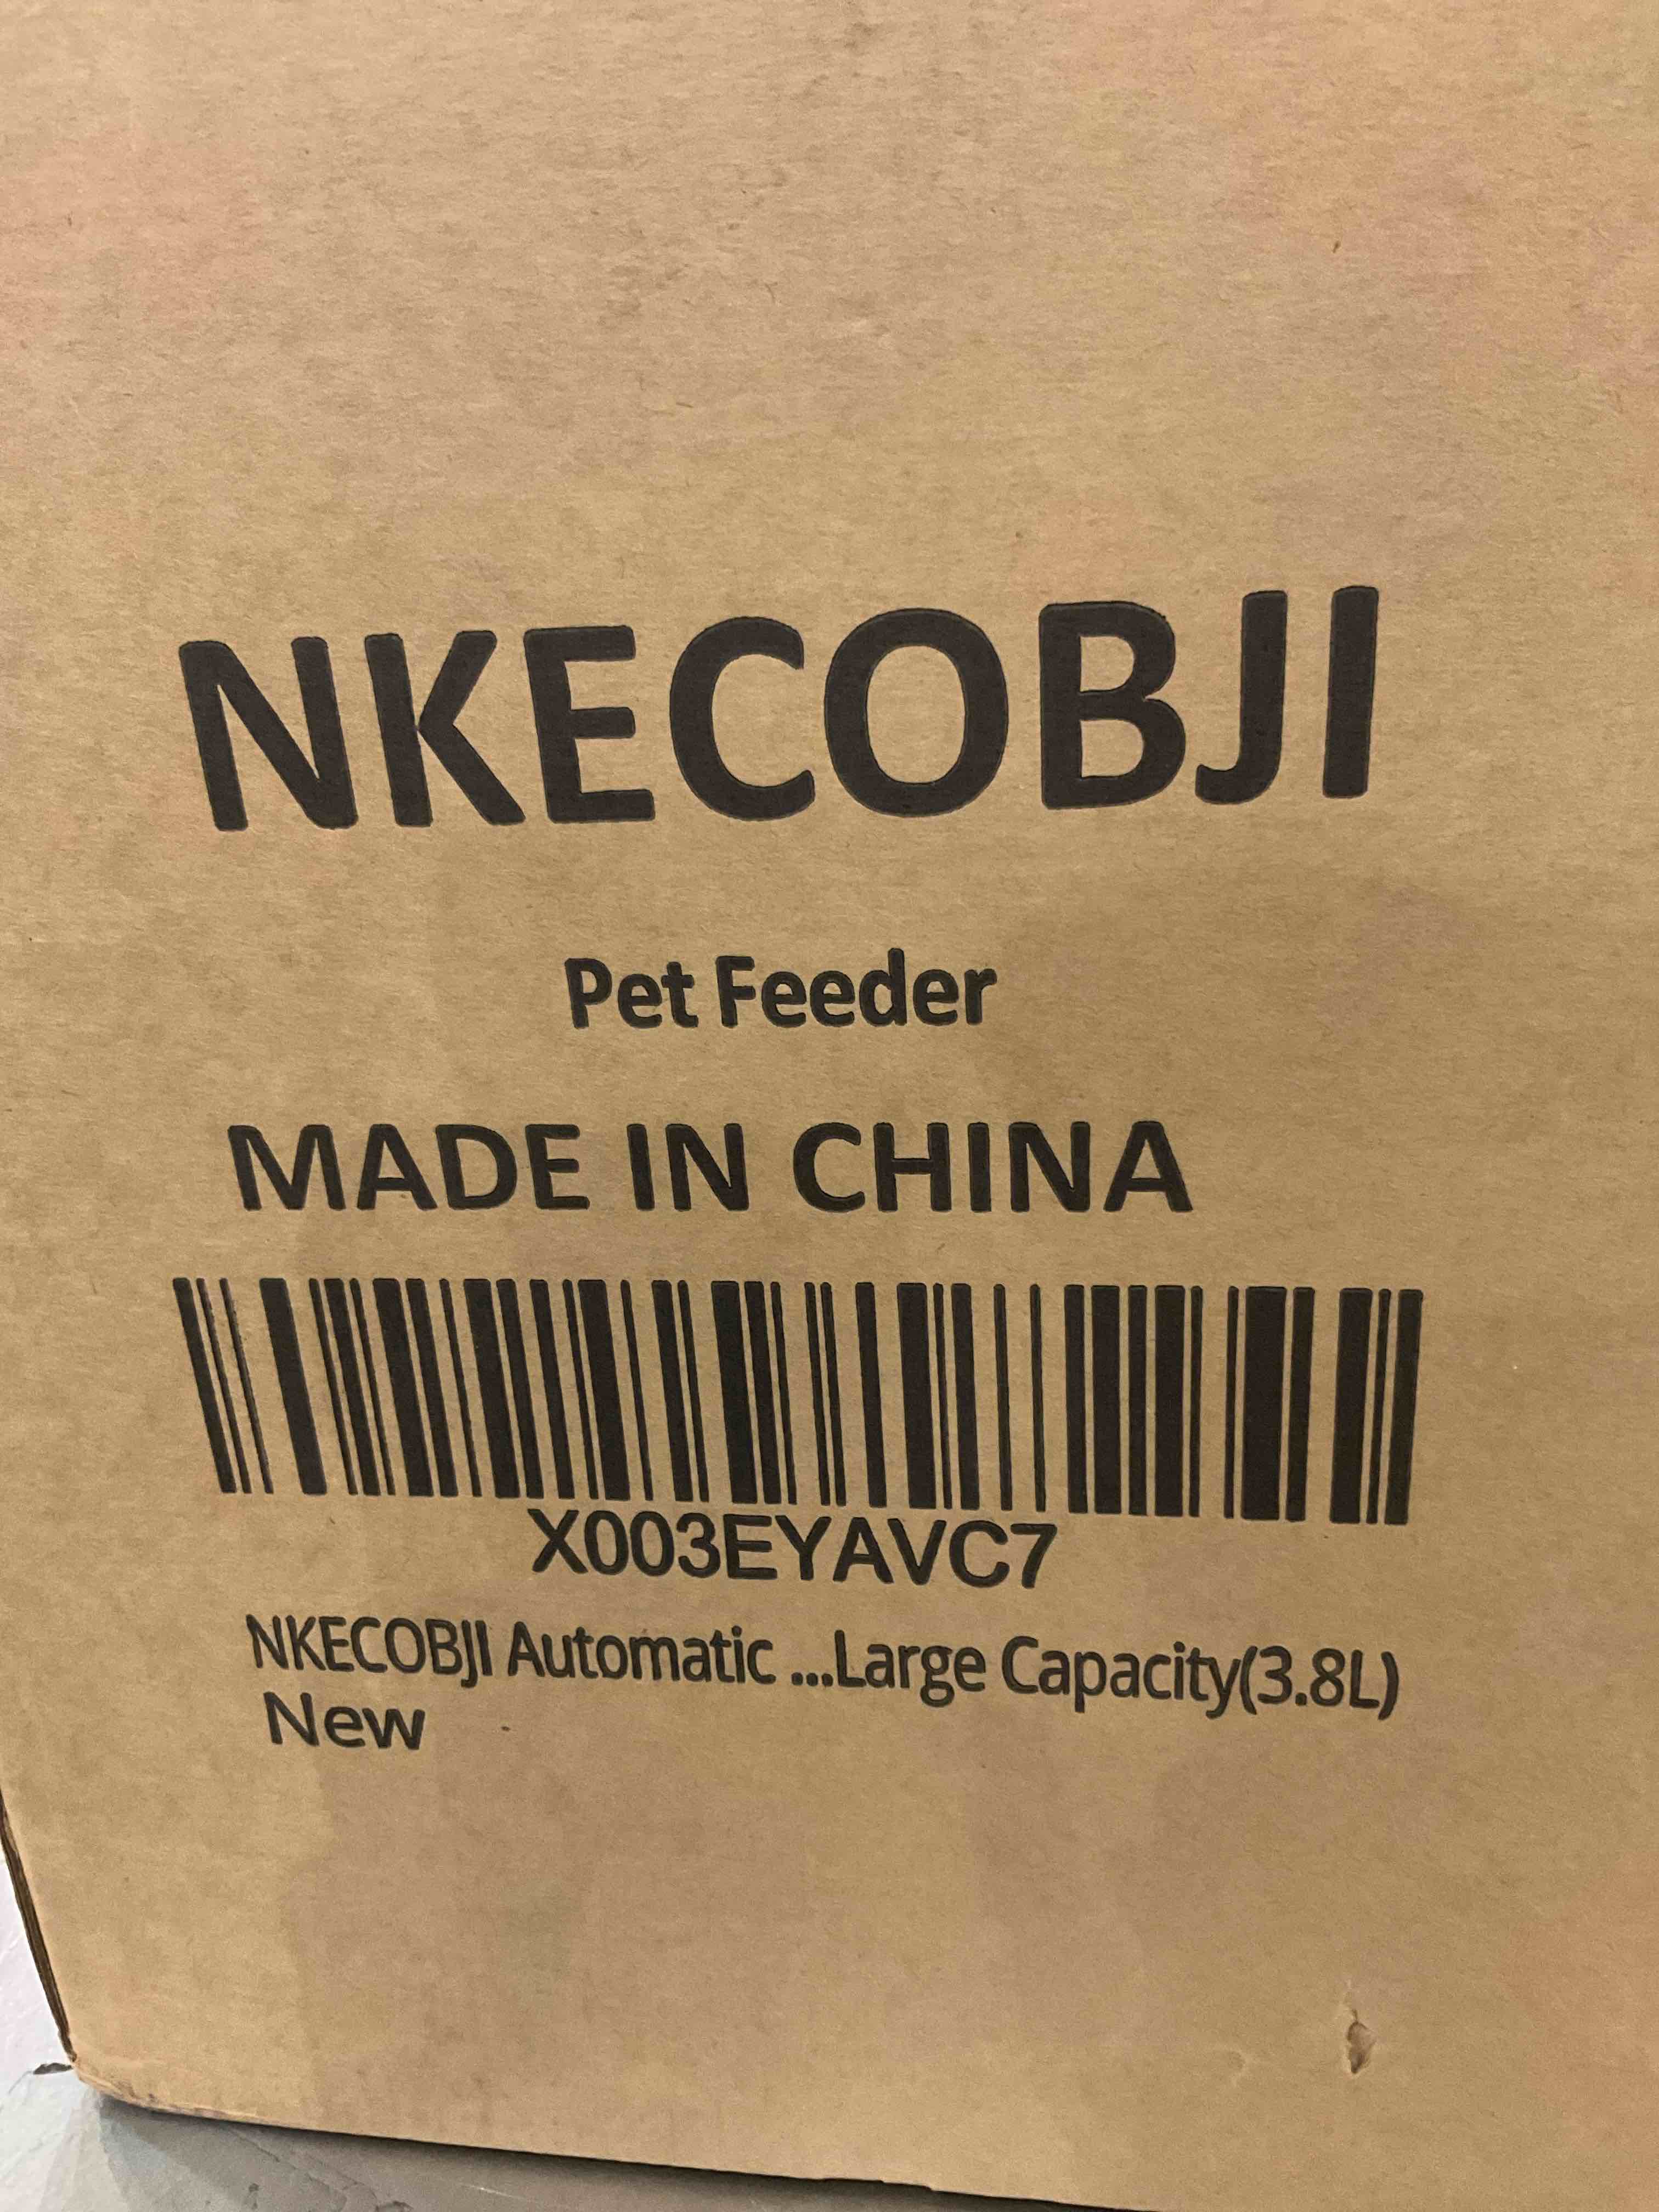 NKECOBJI
Pet Feeder
MADE IN CHINA
X003EYAVC7
NKECOBJI Automatic ...Large Capacity(3.8L)
New